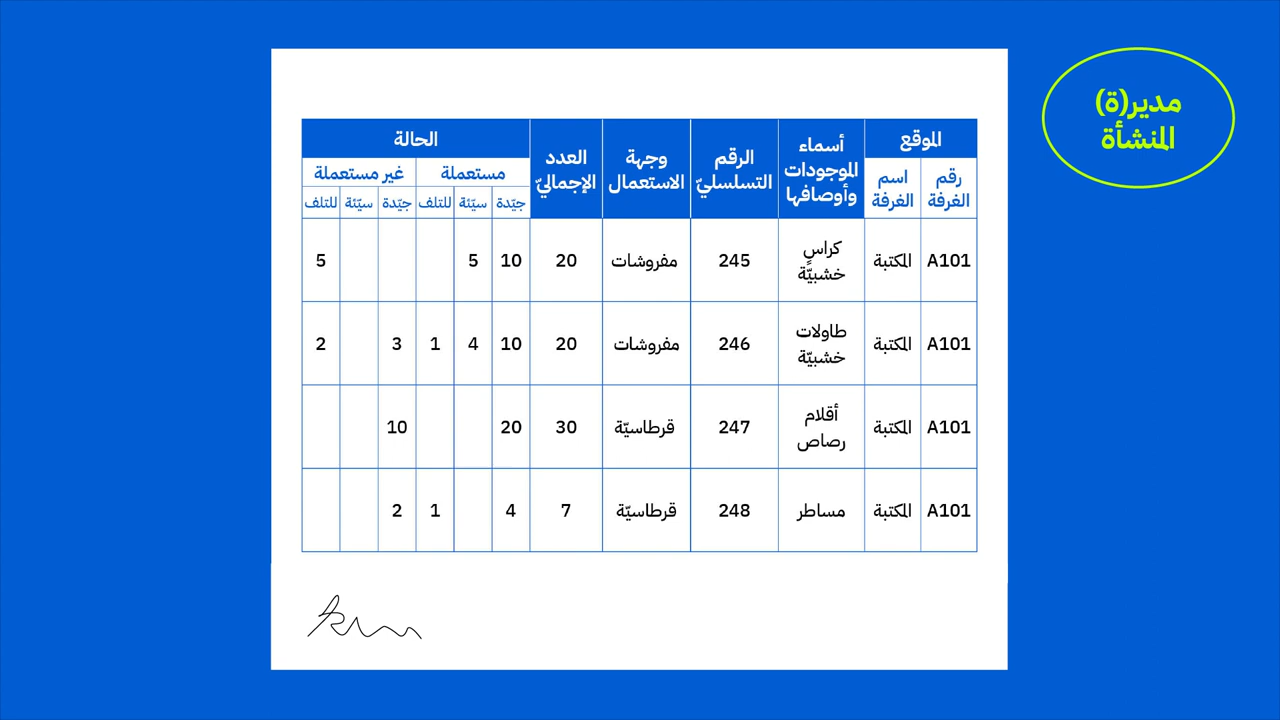 مدير(ة)
المنشأة
الموقع
أسماء
الموجودات
وأوصافها
الرقم
التسلسليّ
وجهة
الاستعمال
العدد
الإجماليّ
الحالة
رقم
الغرفة
اسم
الغرفة
مستعملة
غير مستعملة
جيّدة سيّئة للتلف جيّدة سيّئة للتلف
A101 المكتبة كراسٍ خشبيّة 245 مفروشات 20 10 5 5
A101 المكتبة طاولات خشبيّة 246 مفروشات 20 10 4 1 3 2
A101 المكتبة أقلام رصاص 247 قرطاسيّة 30 20 10
A101 المكتبة مساطر 248 قرطاسيّة 7 4 1 2